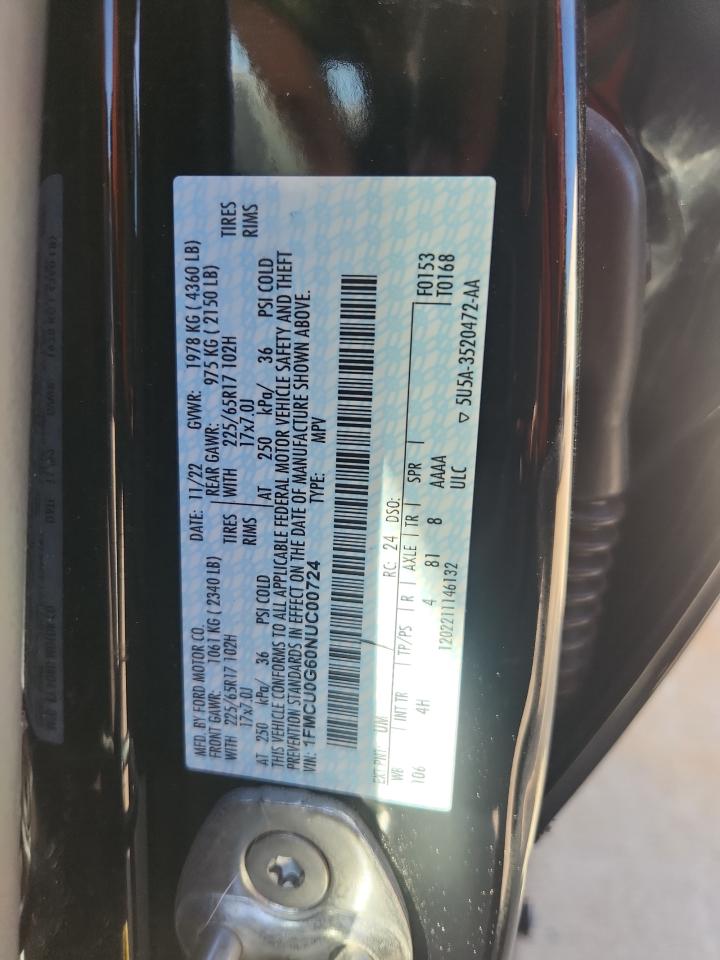 MFD. BY FORD MOTOR CO.
DATE: 11/22 GVWR: 1978 KG ( 4360 LB)
FRONT GAWR: 1061 KG ( 2340 LB) REAR GAWR: 975 KG ( 2150 LB)
WITH 225/65R17 102H TIRES WITH 225/65R17 102H TIRES
17x7.0J RIMS 17x7.0J RIMS
AT 250 kPa/ 36 PSI COLD AT 250 kPa/ 36 PSI COLD
THIS VEHICLE CONFORMS TO ALL APPLICABLE FEDERAL MOTOR VEHICLE SAFETY AND THEFT
PREVENTION STANDARDS IN EFFECT ON THE DATE OF MANUFACTURE SHOWN ABOVE.
VIN: 1FMCU0G60NUC00724 TYPE: MPV
EXT PNT: UM RC: 24 DSO:
WB INT TR TP/PS R AXLE TR SPR F0153
106 4H 4 81 8 AAAA T0168
ULC
1202211146132 5U5A-3520472-AA